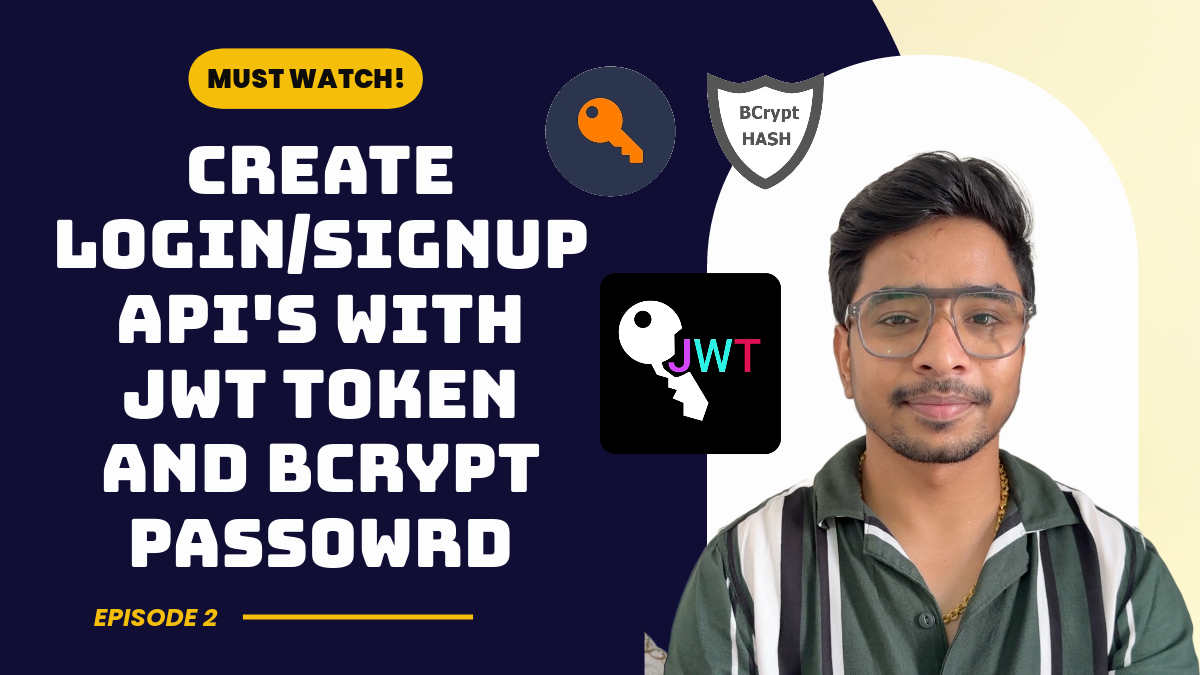 MUST WATCH!
CREATE
LOGIN/SIGNUP
API'S WITH
JWT TOKEN
AND BCRYPT
PASSOWRD
EPISODE 2
BCrypt
HASH
JWT